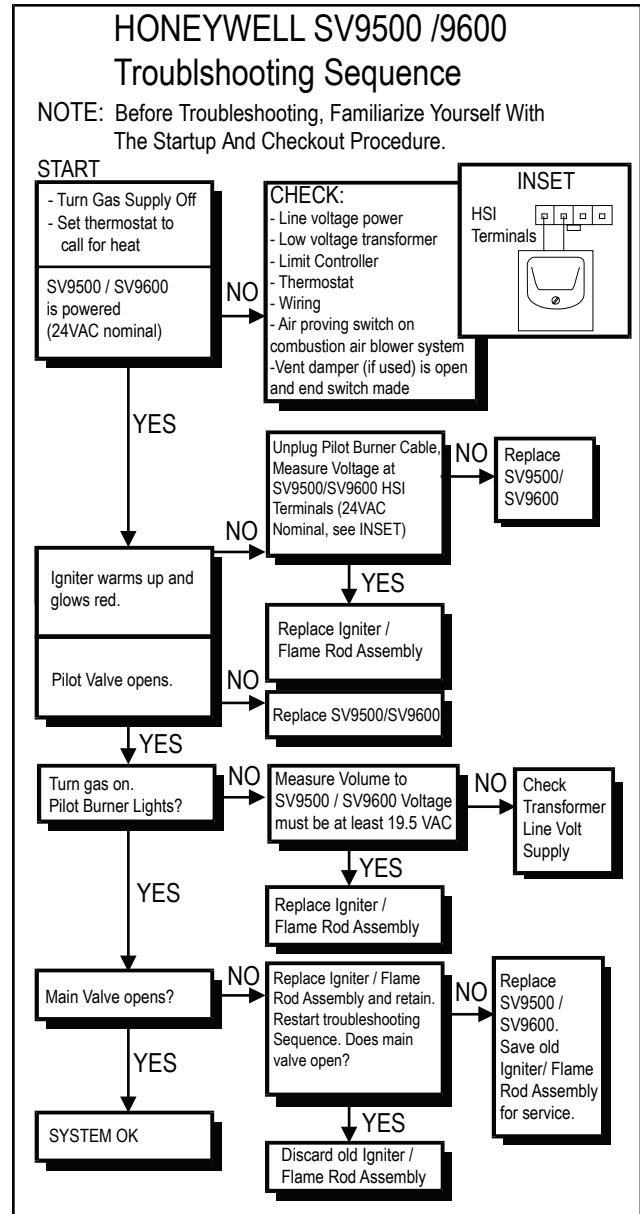 HONEYWELL SV9500 /9600
Troublshooting Sequence
NOTE: Before Troubleshooting, Familiarize Yourself With
The Startup And Checkout Procedure.
START
- Turn Gas Supply Off
- Set thermostat to
call for heat
SV9500 / SV9600
is powered
(24VAC nominal)
NO
CHECK:
- Line voltage power
- Low voltage transformer
- Limit Controller
- Thermostat
- Wiring
- Air proving switch on
combustion air blower system
-Vent damper (if used) is open
and end switch made
INSET
HSI
Terminals
YES
Igniter warms up and
glows red.
NO
Unplug Pilot Burner Cable,
Measure Voltage at
SV9500/SV9600 HSI
Terminals (24VAC
Nominal, see INSET)
NO
Replace
SV9500/
SV9600
YES
Replace Igniter /
Flame Rod Assembly
Pilot Valve opens.
NO
Replace SV9500/SV9600
YES
Turn gas on.
Pilot Burner Lights?
NO
Measure Volume to
SV9500 / SV9600 Voltage
must be at least 19.5 VAC
NO
Check
Transformer
Line Volt
Supply
YES
Replace Igniter /
Flame Rod Assembly
YES
Main Valve opens?
NO
Replace Igniter / Flame
Rod Assembly and retain.
Restart troubleshooting
Sequence. Does main
valve open?
NO
Replace
SV9500 /
SV9600.
Save old
Igniter/ Flame
Rod Assembly
for service.
YES
Discard old Igniter /
Flame Rod Assembly
YES
SYSTEM OK